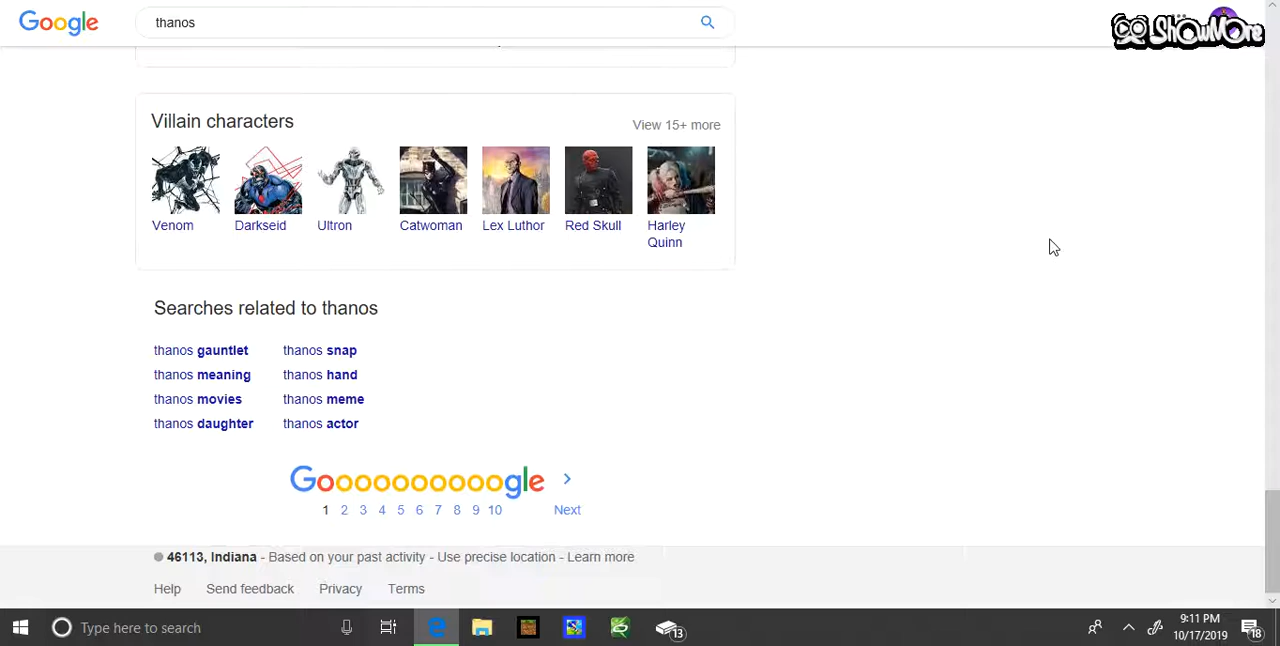 Google
thanos
ShowMore
Villain characters
View 15+ more
Venom
Darkseid
Ultron
Catwoman
Lex Luthor
Red Skull
Harley
Quinn
Searches related to thanos
thanos gauntlet
thanos snap
thanos meaning
thanos hand
thanos movies
thanos meme
thanos daughter
thanos actor
Goooooooooogle
1 2 3 4 5 6 7 8 9 10 Next
46113, Indiana - Based on your past activity - Use precise location - Learn more
Help Send feedback Privacy Terms
Type here to search
13
9:11 PM
10/17/2019
18